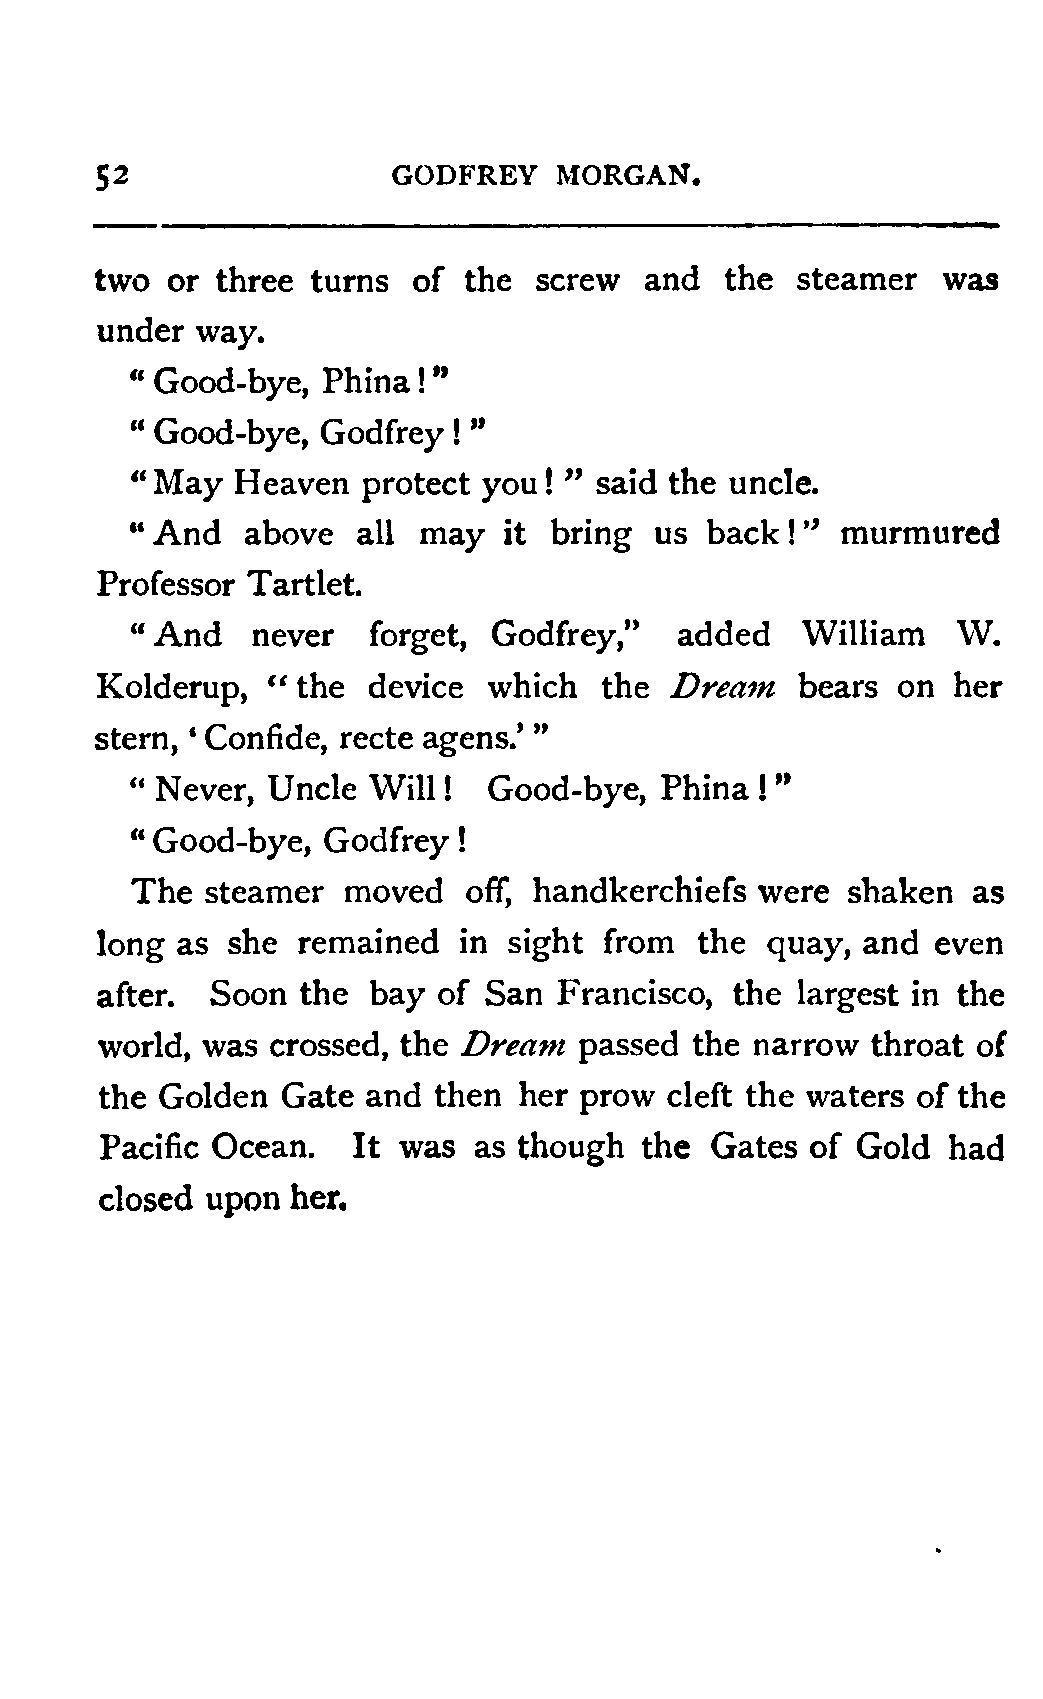 52 GODFREY MORGAN.
two or three turns of the screw and the steamer was
under way.
“ Good-bye, Phina ! ”
“ Good-bye, Godfrey ! ”
“ May Heaven protect you ! ” said the uncle.
“ And above all may it bring us back ! ” murmured
Professor Tartlet.
“ And never forget, Godfrey,” added William W.
Kolderup, “ the device which the Dream bears on her
stern, ‘ Confide, recte agens.’ ”
“ Never, Uncle Will ! Good-bye, Phina ! ”
“ Good-bye, Godfrey !
The steamer moved off, handkerchiefs were shaken as
long as she remained in sight from the quay, and even
after. Soon the bay of San Francisco, the largest in the
world, was crossed, the Dream passed the narrow throat of
the Golden Gate and then her prow cleft the waters of the
Pacific Ocean. It was as though the Gates of Gold had
closed upon her.